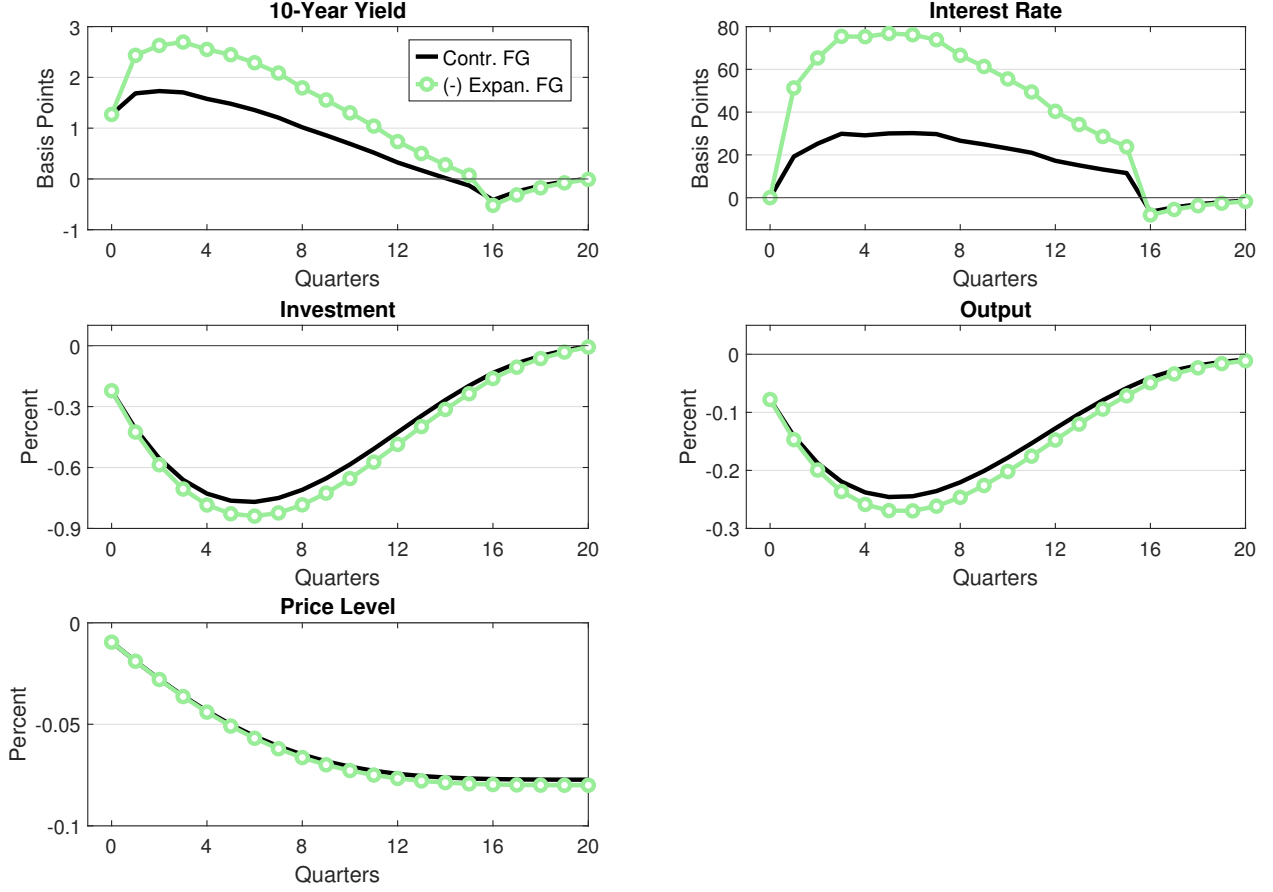 10-Year Yield
3
2
1
0
-1
Basis Points
Contr. FG
(-) Expan. FG
0 4 8 12 16 20
Quarters
Interest Rate
80
60
40
20
0
Basis Points
0 4 8 12 16 20
Quarters
Investment
0
-0.3
-0.6
-0.9
Percent
0 4 8 12 16 20
Quarters
Output
0
-0.1
-0.2
-0.3
Percent
0 4 8 12 16 20
Quarters
Price Level
0
-0.05
-0.1
Percent
0 4 8 12 16 20
Quarters